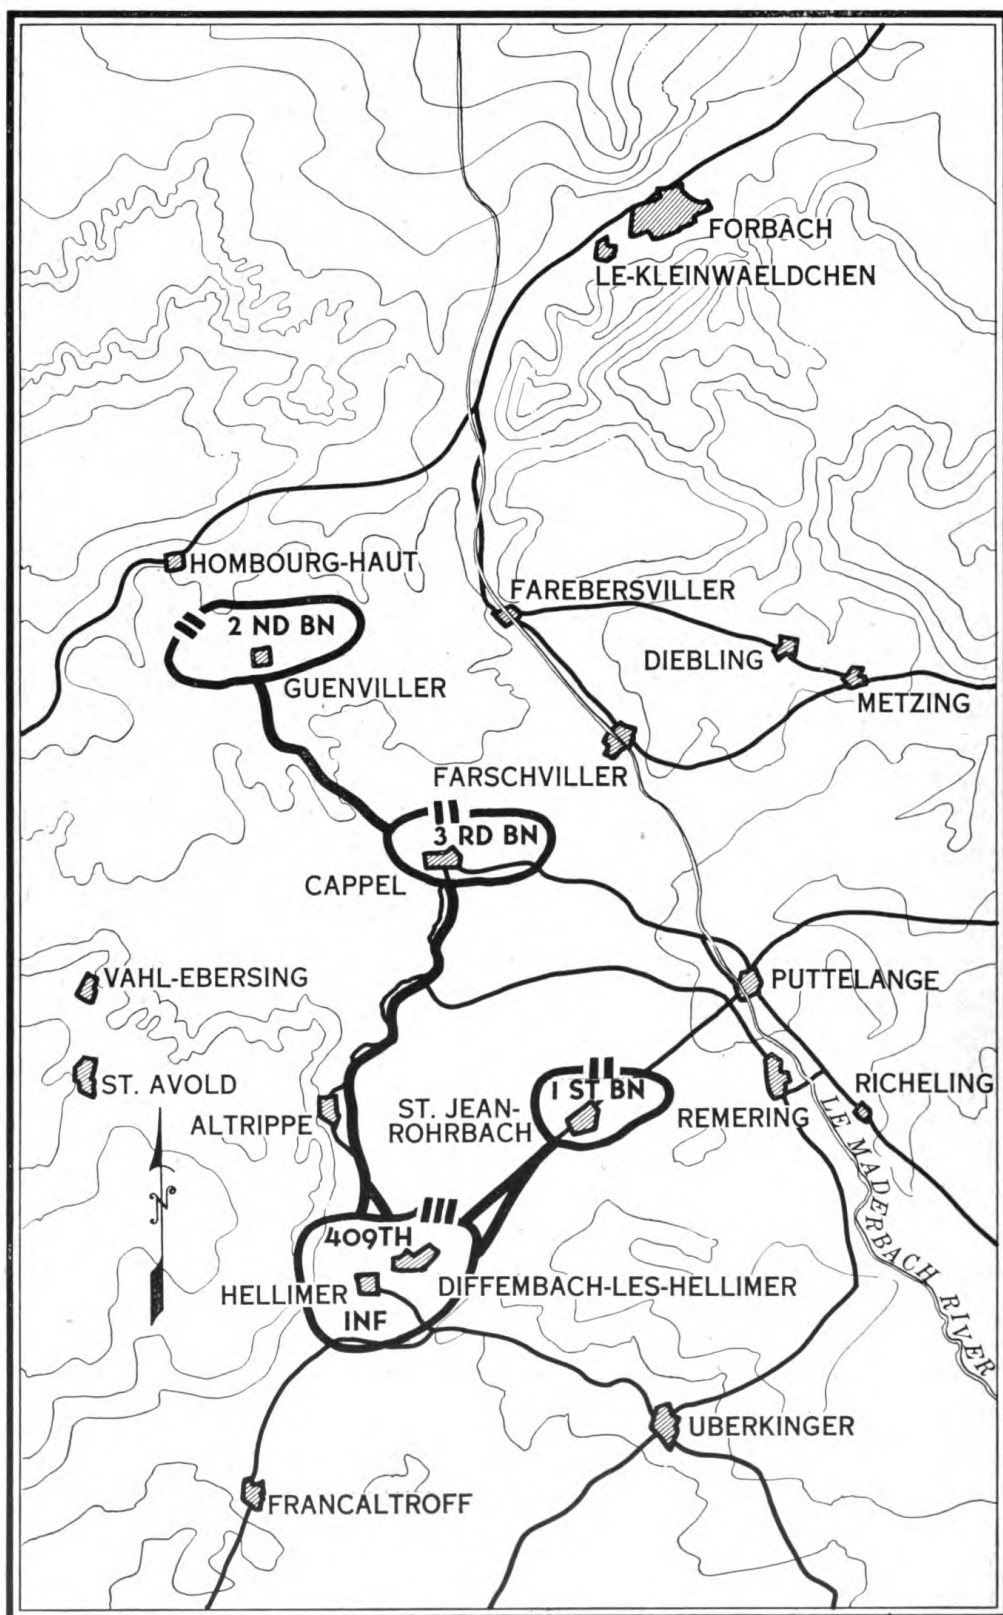 FORBACH
LE-KLEINWAELDCHEN
HOMBOURG-HAUT
FAREBERSVILLER
2 ND BN
DIEBLING
GUENVILLER
METZING
FARSCHVILLER
3 RD BN
CAPPEL
VAHL-EBERSING
PUTTELANGE
ST. AVOLD
1 ST BN
RICHELING
ALTRIPPE
ST. JEAN-
ROHRBACH
REMERING
LE MADERBACH RIVER
N
409TH
HELLIMER
DIFFEMBACH-LES-HELLIMER
INF
UBERKINGER
FRANCALTROFF